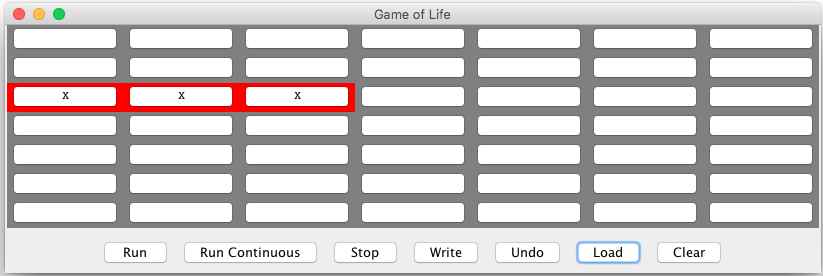 Game of Life
x x x
Run Run Continuous Stop Write Undo Load Clear